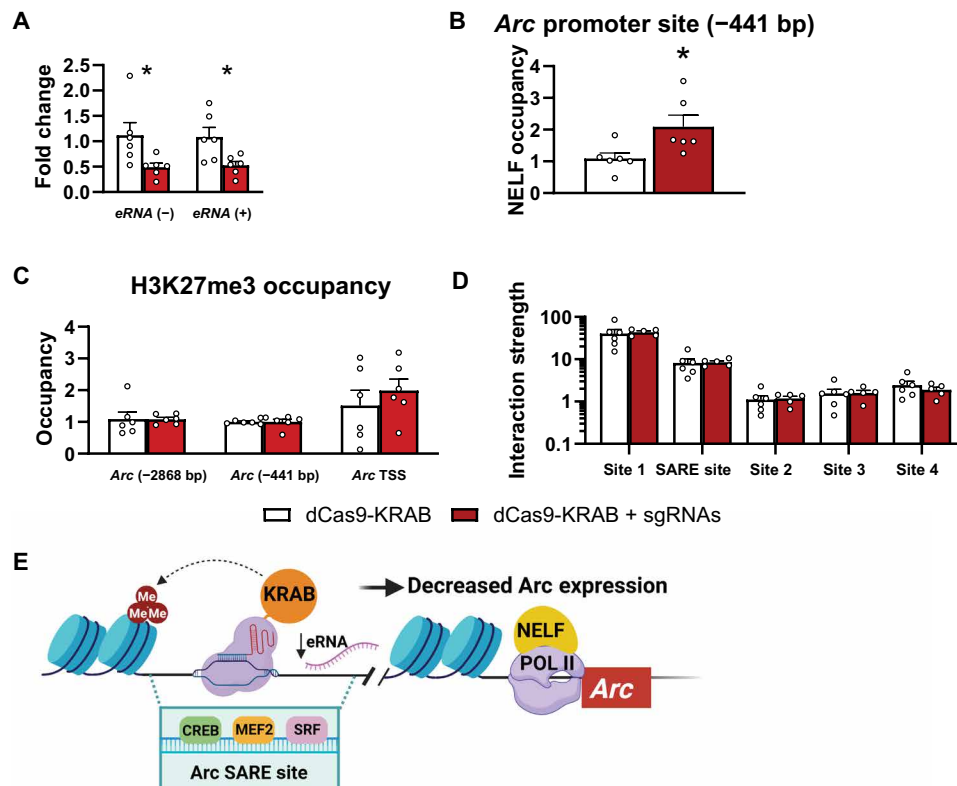 A
Fold change
2.5
2.0
1.5
1.0
0.5
0.0
*
*
eRNA (−)
eRNA (+)
B
Arc promoter site (−441 bp)
NELF occupancy
4
3
2
1
0
*
C
H3K27me3 occupancy
Occupancy
4
3
2
1
0
Arc (−2868 bp)
Arc (−441 bp)
Arc TSS
D
Interaction strength
100
10
1
0.1
Site 1
SARE site
Site 2
Site 3
Site 4
dCas9-KRAB
dCas9-KRAB + sgRNAs
E
Me
MeMe
KRAB
Decreased Arc expression
eRNA
NELF
POL II
Arc
CREB
MEF2
SRF
Arc SARE site